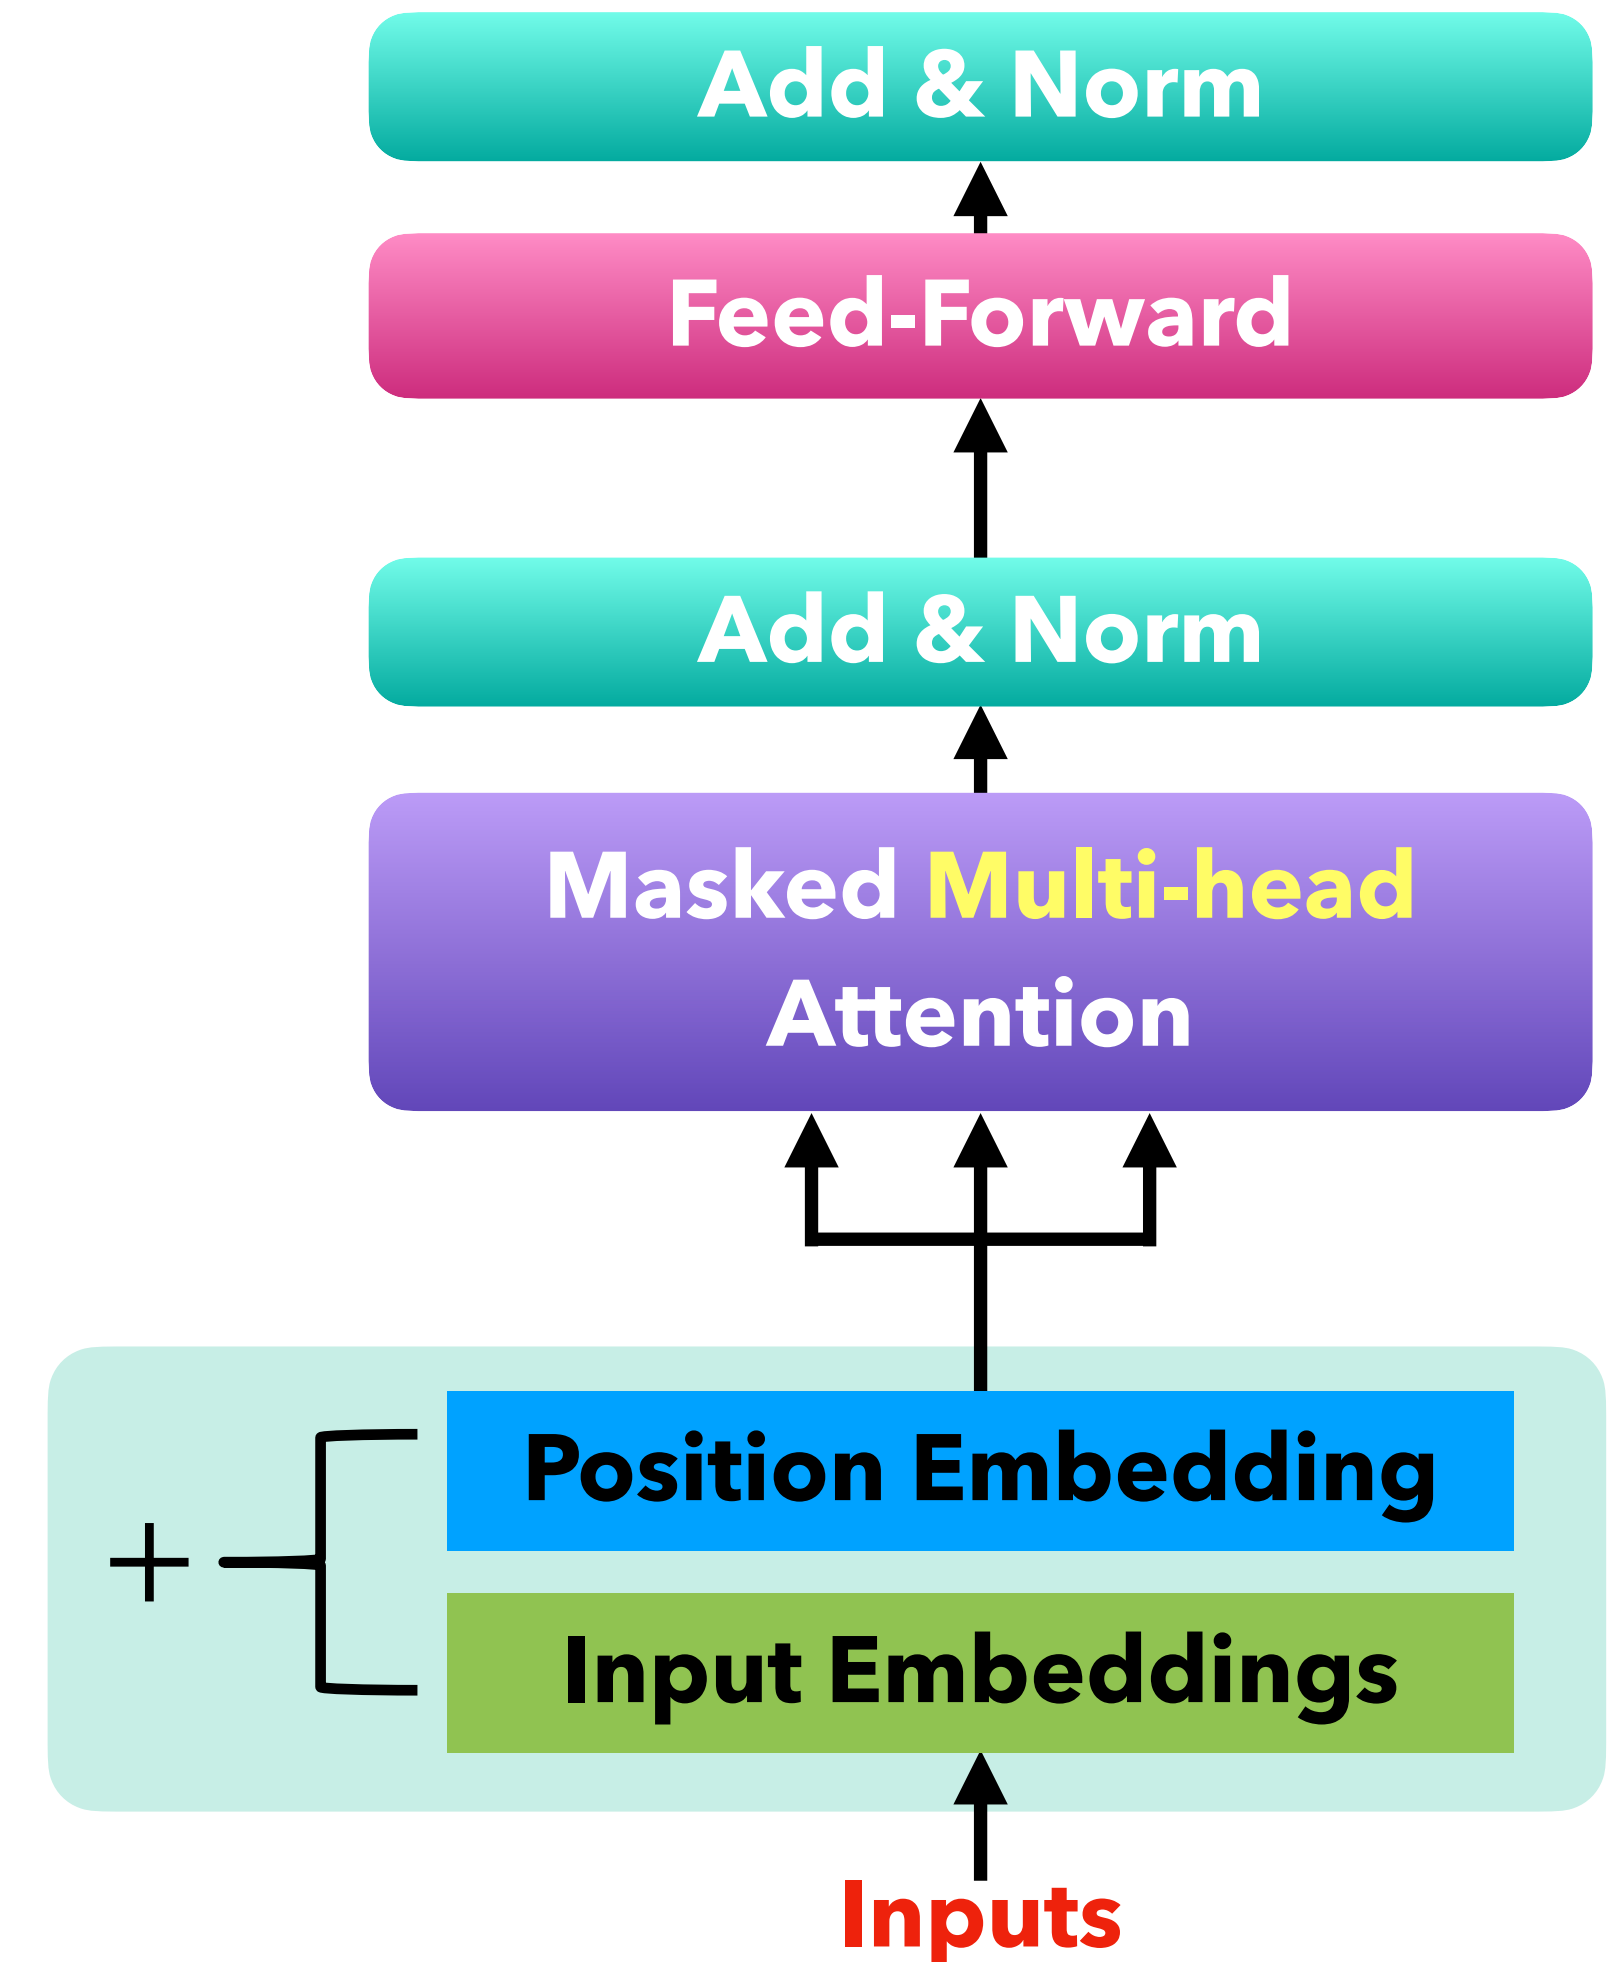 Add & Norm
Feed-Forward
Add & Norm
Masked Multi-head
Attention
Position Embedding
+
Input Embeddings
Inputs